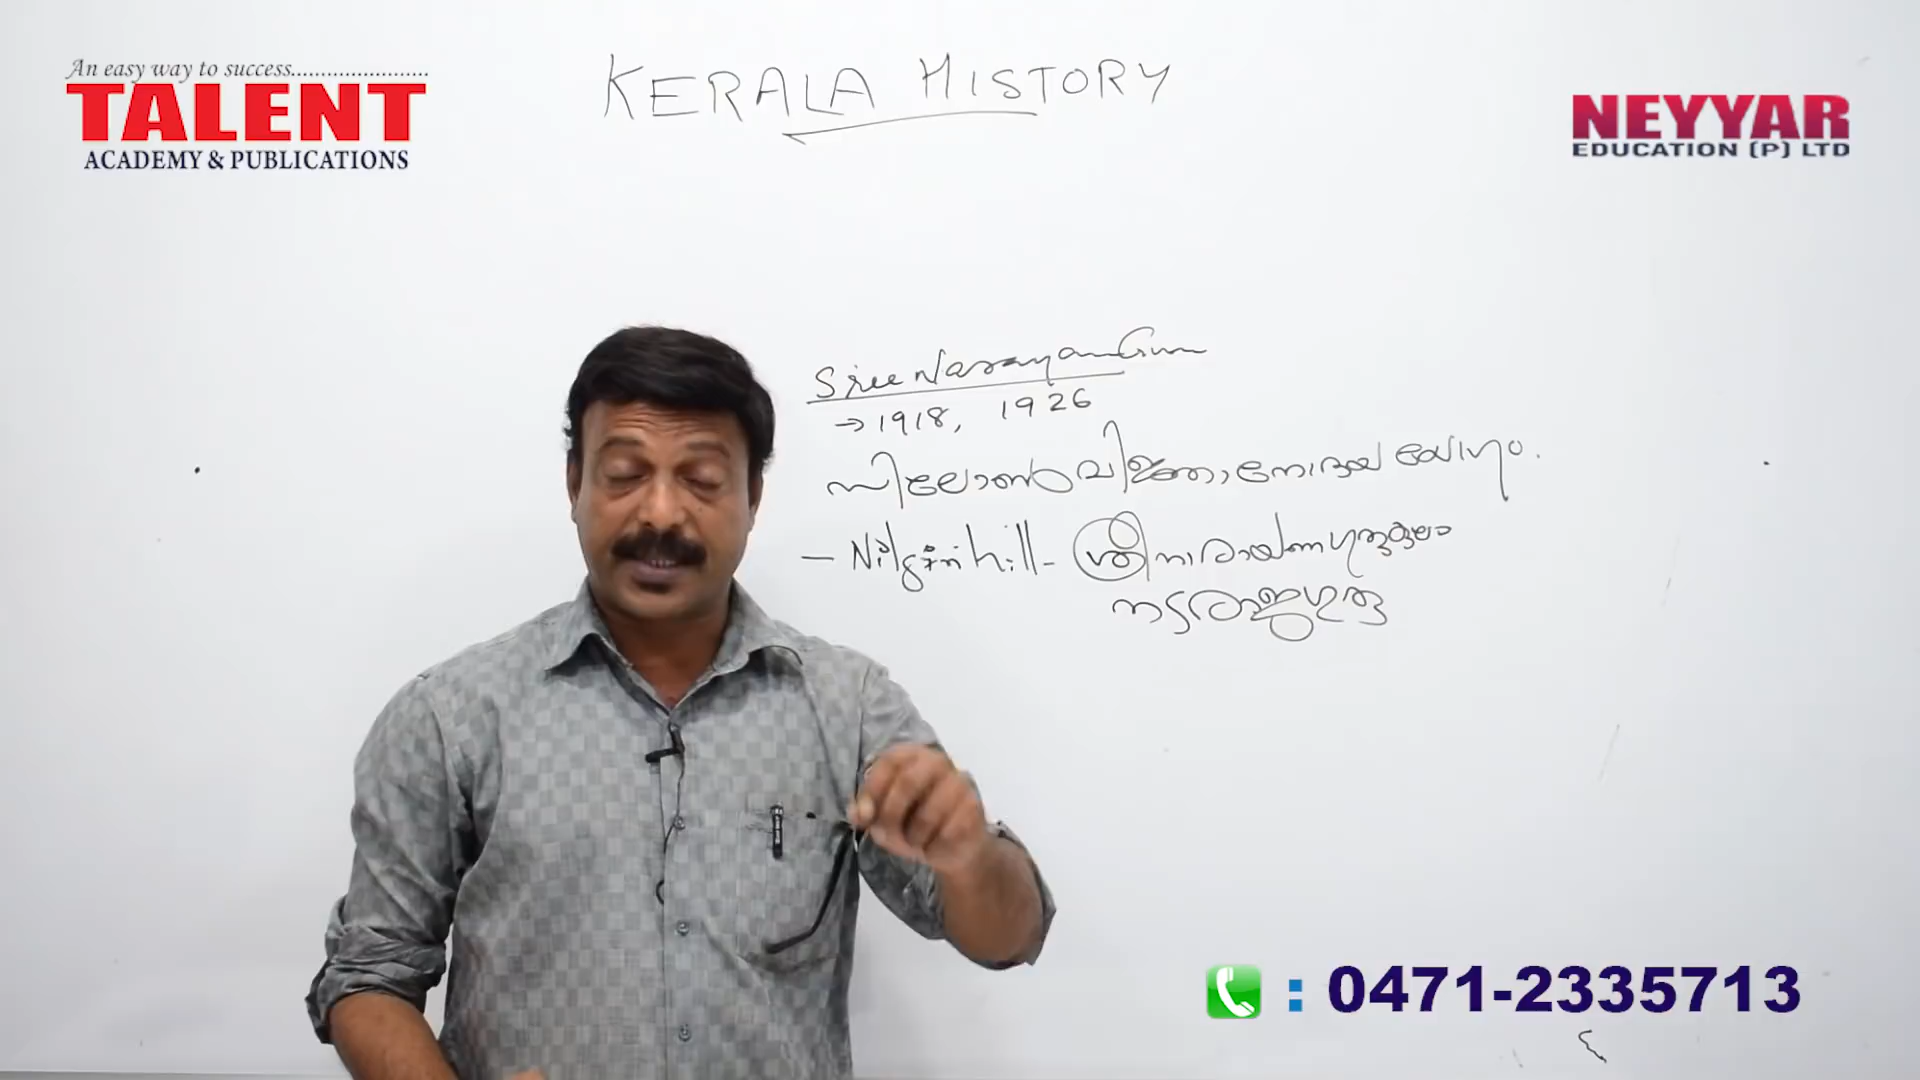 An easy way to success.......................
TALENT
ACADEMY & PUBLICATIONS
KERALA HISTORY
NEYYAR
EDUCATION (P) LTD
Sree Narayana Guru
→ 1918, 1926
സിലോൺ വിജ്ഞാനോദയ യോഗം.
- Nilgiri hill - ശ്രീനാരായണഗുരുകുലം
നടരാജഗുരു
: 0471-2335713